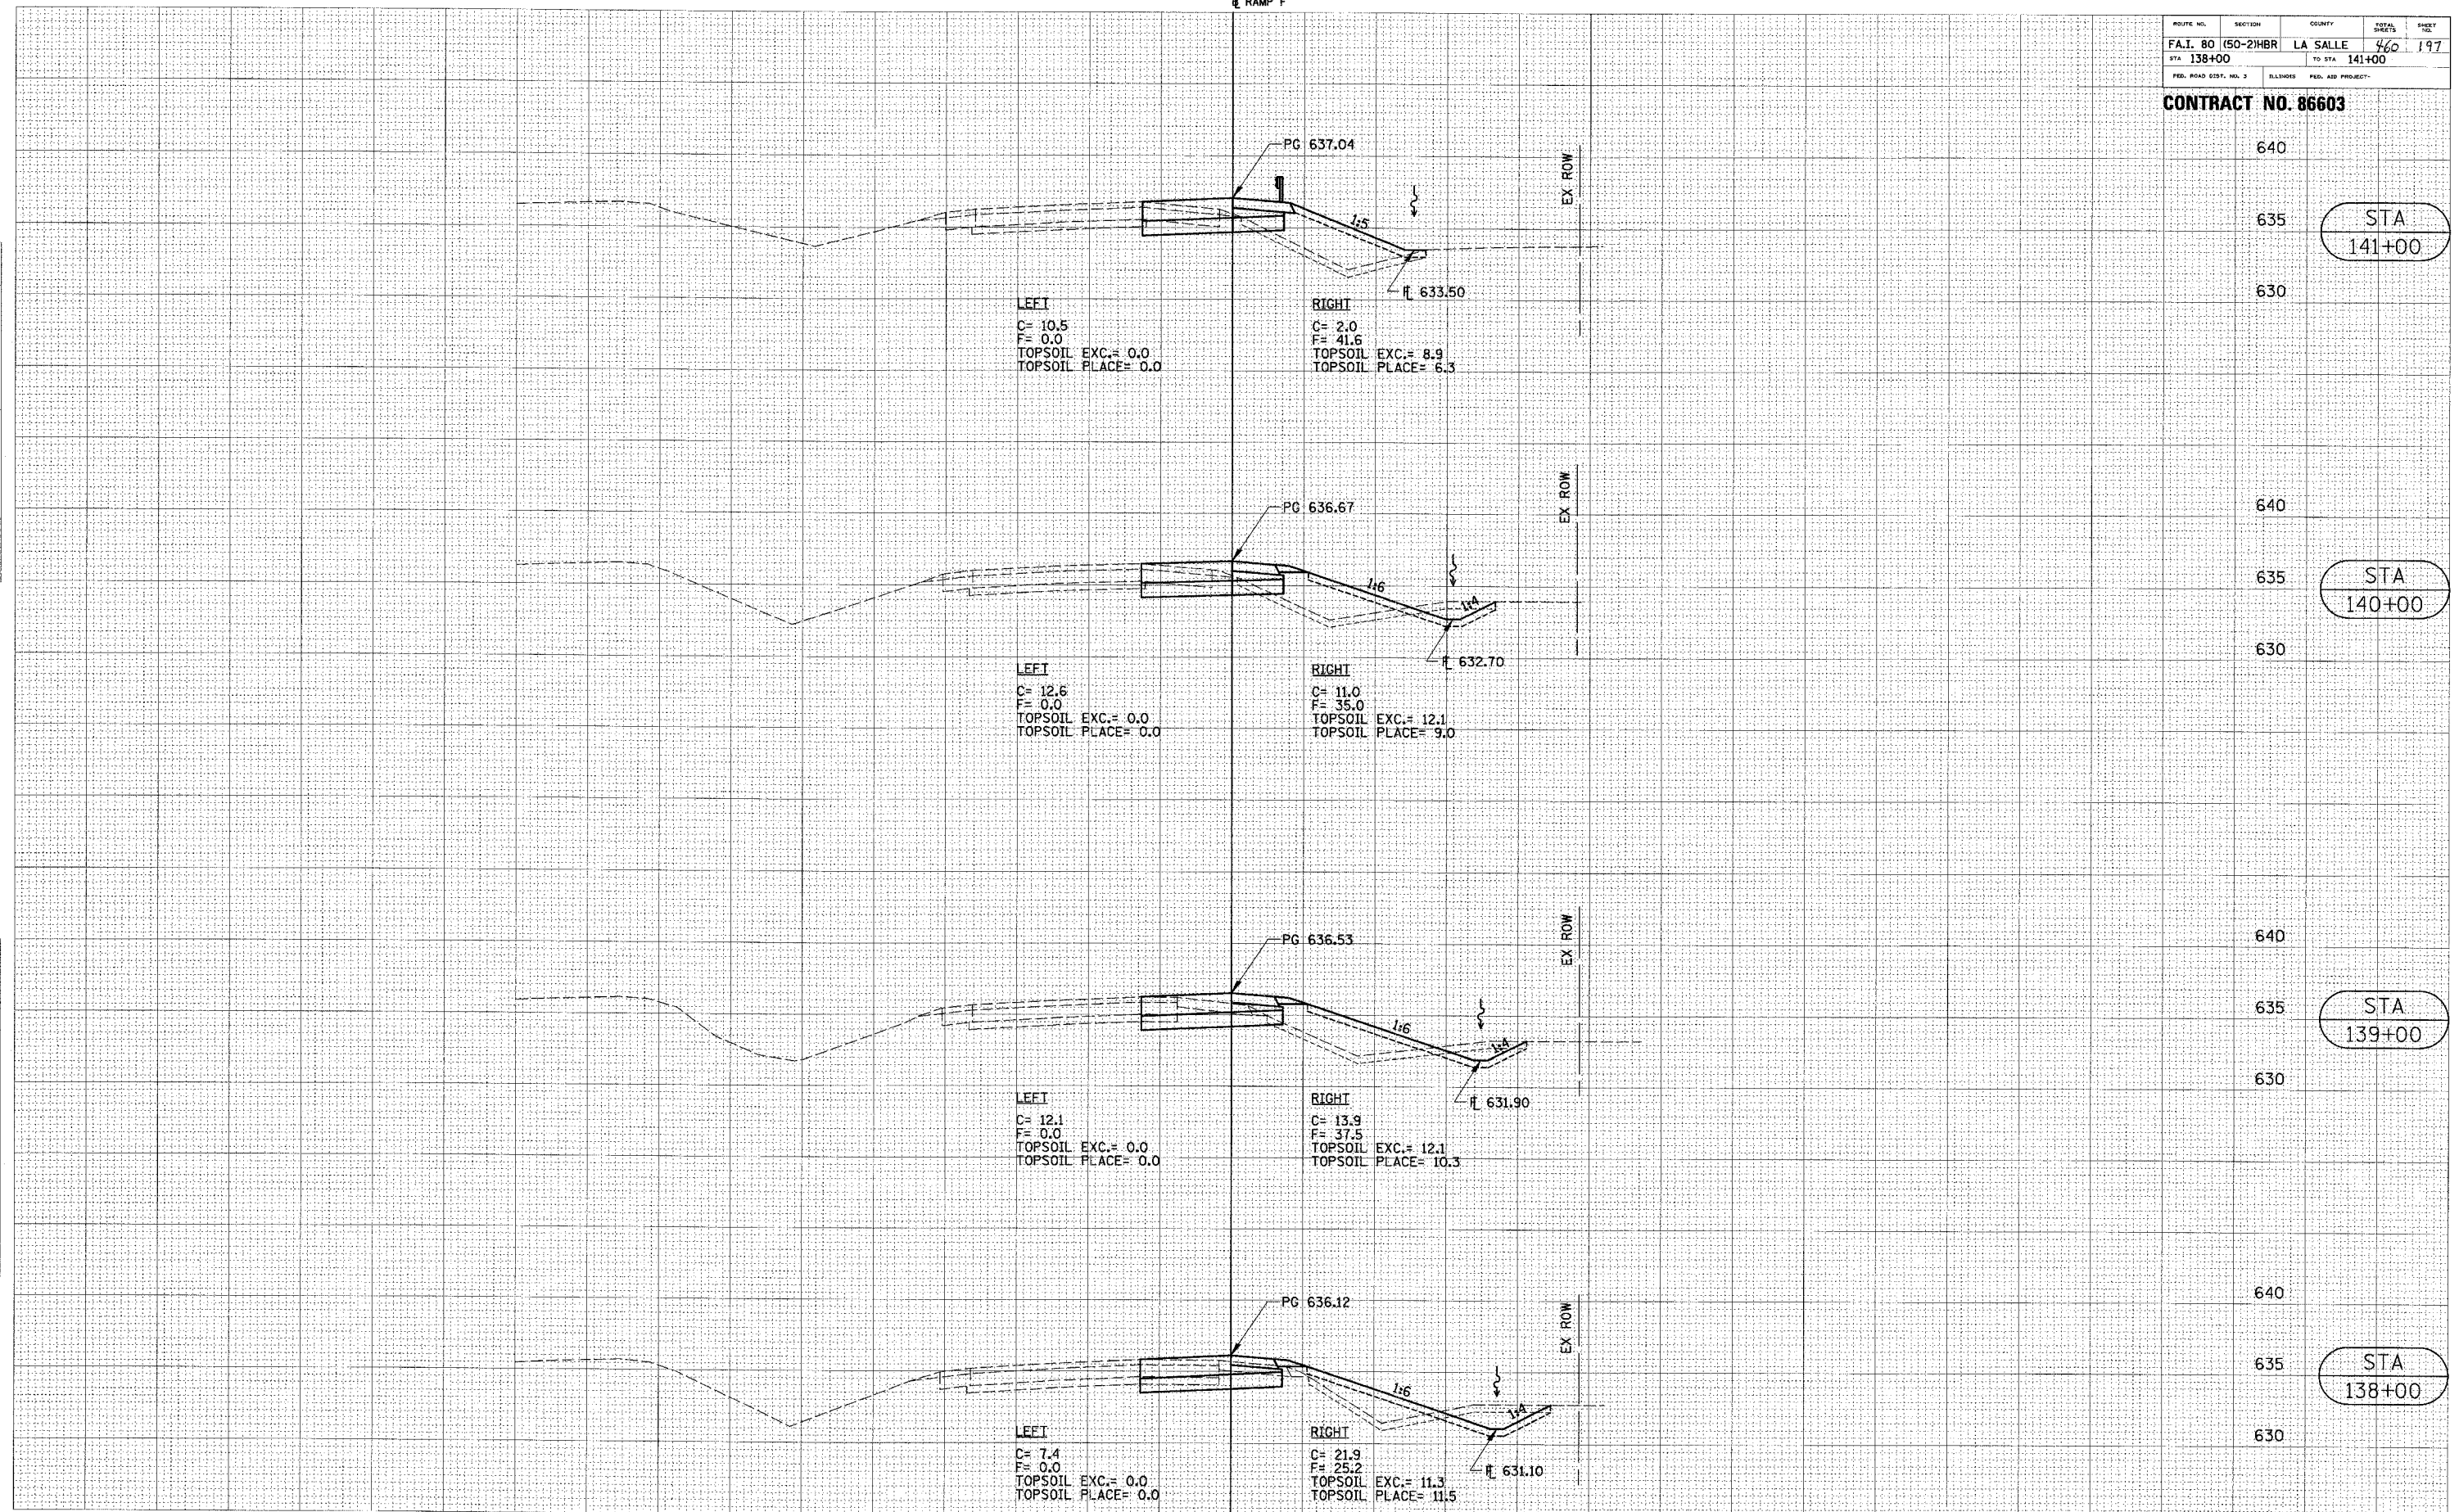 ℄ RAMP F
ROUTE NO. SECTION COUNTY TOTAL SHEETS SHEET NO.
F.A.I. 80 (50-2)HBR LA SALLE 460 197
STA 138+00 TO STA 141+00
FED. ROAD DIST. NO. 3 ILLINOIS FED. AID PROJECT-
CONTRACT NO. 86603
640
PG 637.04
EX ROW
635
STA
141+00
1:5
630
FL 633.50
LEFT
C= 10.5
F= 0.0
TOPSOIL EXC.= 0.0
TOPSOIL PLACE= 0.0
RIGHT
C= 2.0
F= 41.6
TOPSOIL EXC.= 8.9
TOPSOIL PLACE= 6.3
640
PG 636.67
EX ROW
635
STA
140+00
1:6
1:4
630
FL 632.70
LEFT
C= 12.6
F= 0.0
TOPSOIL EXC.= 0.0
TOPSOIL PLACE= 0.0
RIGHT
C= 11.0
F= 35.0
TOPSOIL EXC.= 12.1
TOPSOIL PLACE= 9.0
640
PG 636.53
EX ROW
635
STA
139+00
1:6
1:4
630
FL 631.90
LEFT
C= 12.1
F= 0.0
TOPSOIL EXC.= 0.0
TOPSOIL PLACE= 0.0
RIGHT
C= 13.9
F= 37.5
TOPSOIL EXC.= 12.1
TOPSOIL PLACE= 10.3
640
PG 636.12
EX ROW
635
STA
138+00
1:6
1:4
630
FL 631.10
LEFT
C= 7.4
F= 0.0
TOPSOIL EXC.= 0.0
TOPSOIL PLACE= 0.0
RIGHT
C= 21.9
F= 25.2
TOPSOIL EXC.= 11.3
TOPSOIL PLACE= 11.5